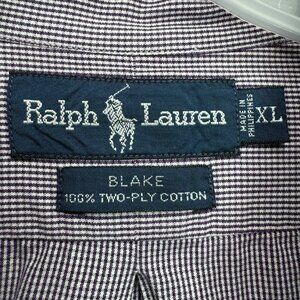 Ralph Lauren
MADE IN
PHILIPPINES
XL
BLAKE
100% TWO-PLY COTTON